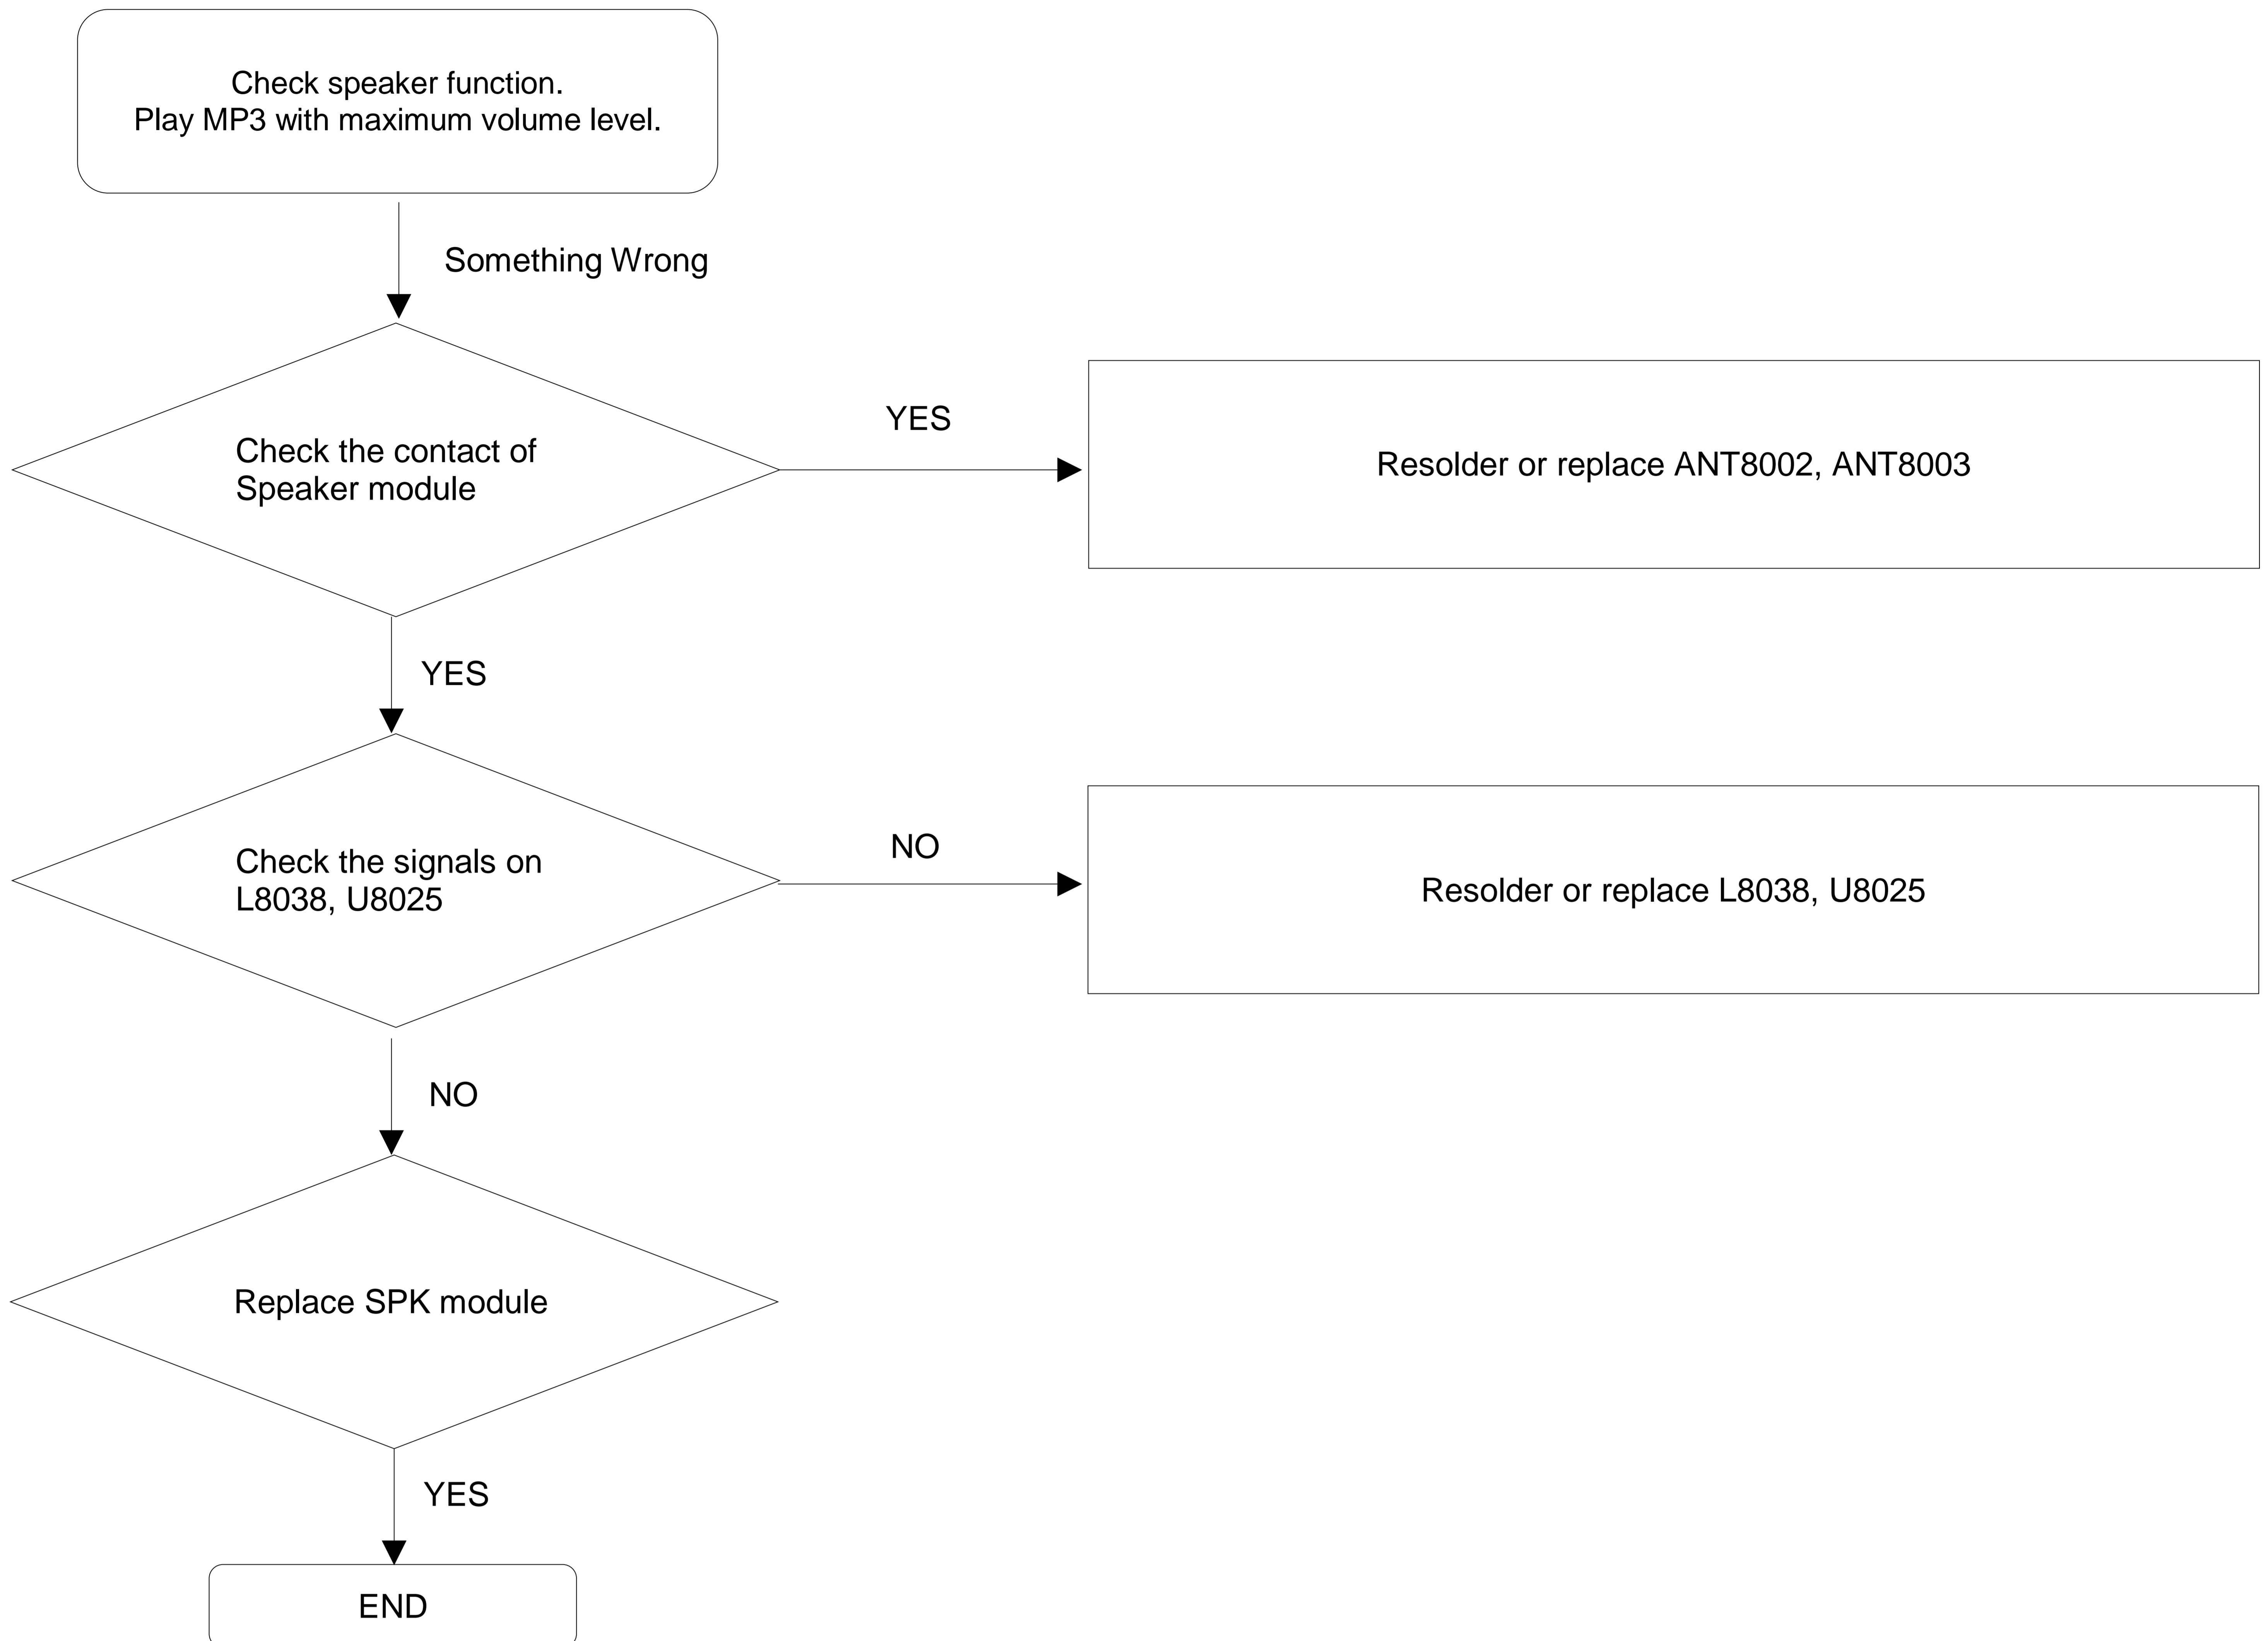 Check speaker function.
Play MP3 with maximum volume level.
Something Wrong
Check the contact of
Speaker module
YES
Resolder or replace ANT8002, ANT8003
YES
Check the signals on
L8038, U8025
NO
Resolder or replace L8038, U8025
NO
Replace SPK module
YES
END